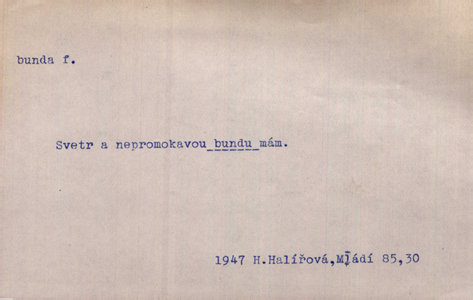 bunda f.
Svetr a nepromokavou bundu mám.
1947 H.Halířová,Mládí 85,30